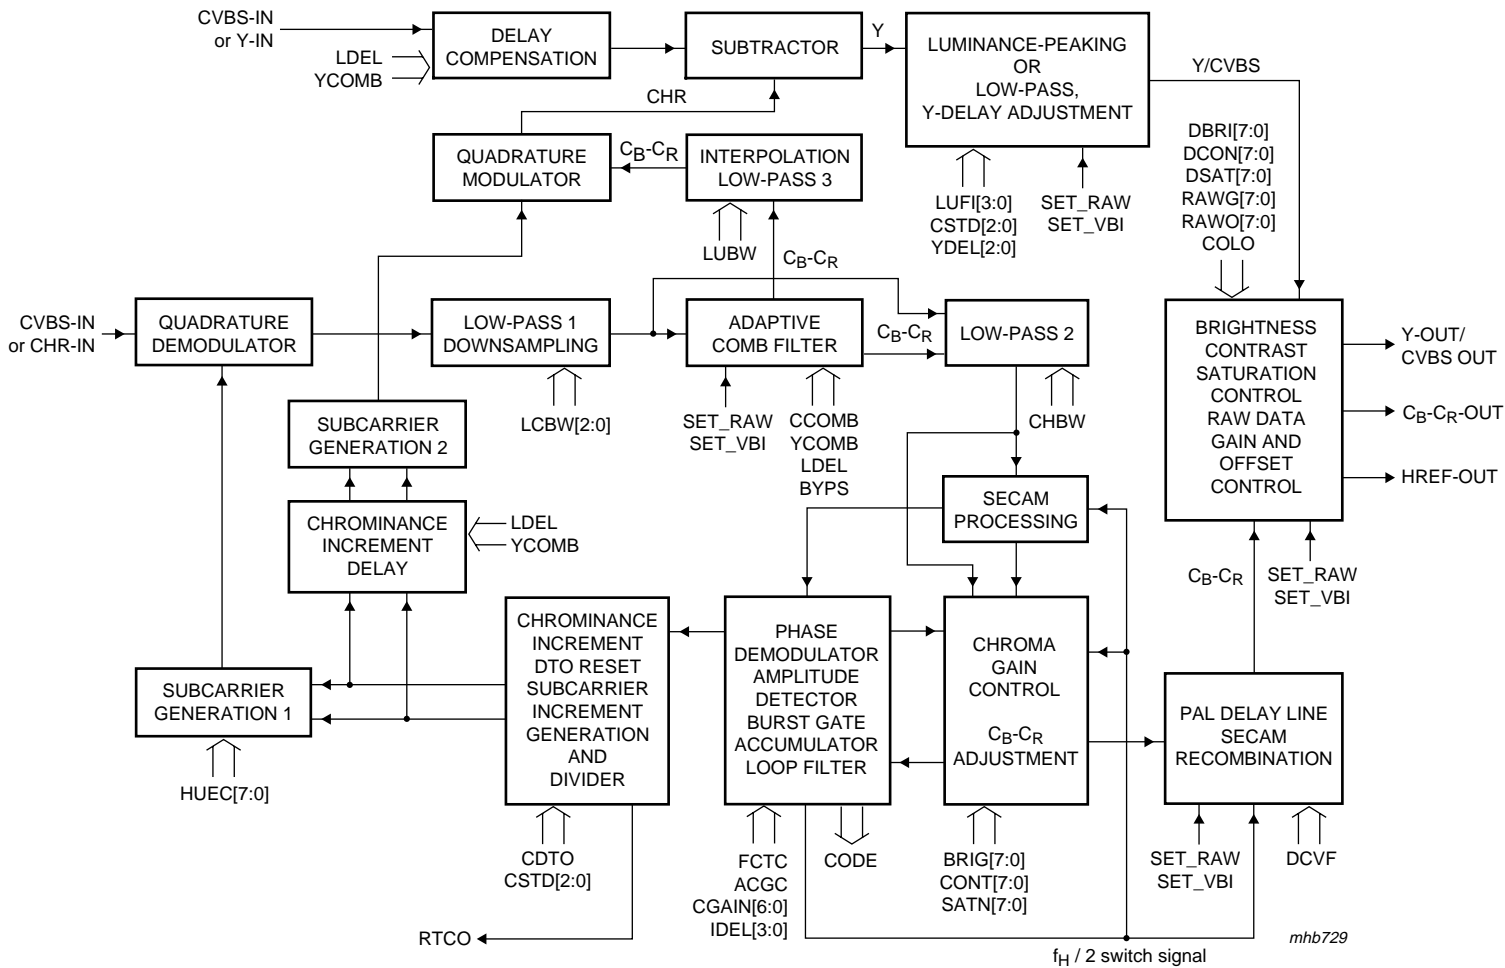 CVBS-IN
or Y-IN
LDEL
YCOMB
DELAY
COMPENSATION
SUBTRACTOR
Y
LUMINANCE-PEAKING
OR
LOW-PASS,
Y-DELAY ADJUSTMENT
Y/CVBS
CHR
QUADRATURE
MODULATOR
CB-CR
INTERPOLATION
LOW-PASS 3
LUBW
LUFI[3:0]
CSTD[2:0]
YDEL[2:0]
SET_RAW
SET_VBI
DBRI[7:0]
DCON[7:0]
DSAT[7:0]
RAWG[7:0]
RAWO[7:0]
COLO
CB-CR
CVBS-IN
or CHR-IN
QUADRATURE
DEMODULATOR
LOW-PASS 1
DOWNSAMPLING
ADAPTIVE
COMB FILTER
CB-CR
LOW-PASS 2
BRIGHTNESS
CONTRAST
SATURATION
CONTROL
RAW DATA
GAIN AND
OFFSET
CONTROL
Y-OUT/
CVBS OUT
CB-CR-OUT
HREF-OUT
LCBW[2:0]
SET_RAW
SET_VBI
CCOMB
YCOMB
LDEL
BYPS
CHBW
SUBCARRIER
GENERATION 2
CHROMINANCE
INCREMENT
DELAY
LDEL
YCOMB
SECAM
PROCESSING
CB-CR
SET_RAW
SET_VBI
SUBCARRIER
GENERATION 1
HUEC[7:0]
CHROMINANCE
INCREMENT
DTO RESET
SUBCARRIER
INCREMENT
GENERATION
AND
DIVIDER
PHASE
DEMODULATOR
AMPLITUDE
DETECTOR
BURST GATE
ACCUMULATOR
LOOP FILTER
CHROMA
GAIN
CONTROL
CB-CR
ADJUSTMENT
PAL DELAY LINE
SECAM
RECOMBINATION
CDTO
CSTD[2:0]
FCTC
ACGC
CGAIN[6:0]
IDEL[3:0]
CODE
BRIG[7:0]
CONT[7:0]
SATN[7:0]
SET_RAW
SET_VBI
DCVF
RTCO
fH / 2 switch signal
mhb729